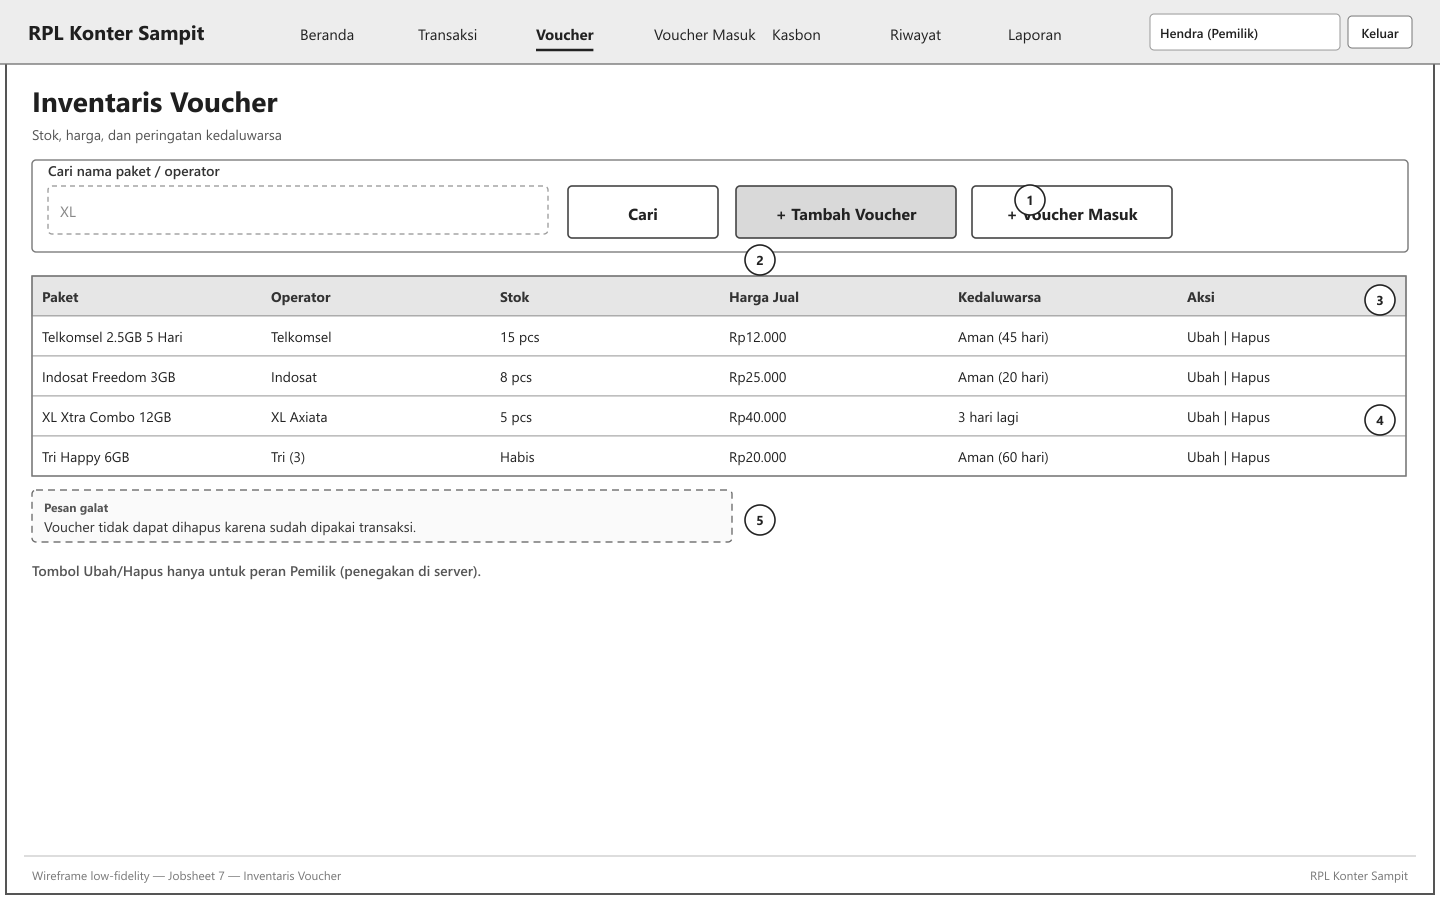 RPL Konter Sampit Beranda Transaksi Voucher Voucher Masuk Kasbon Riwayat Laporan Hendra (Pemilik) Keluar
Inventaris Voucher
Stok, harga, dan peringatan kedaluwarsa
Cari nama paket / operator
XL Cari + Tambah Voucher + Voucher Masuk
1
2
Paket Operator Stok Harga Jual Kedaluwarsa Aksi 3
Telkomsel 2.5GB 5 Hari Telkomsel 15 pcs Rp12.000 Aman (45 hari) Ubah | Hapus
Indosat Freedom 3GB Indosat 8 pcs Rp25.000 Aman (20 hari) Ubah | Hapus
XL Xtra Combo 12GB XL Axiata 5 pcs Rp40.000 3 hari lagi Ubah | Hapus 4
Tri Happy 6GB Tri (3) Habis Rp20.000 Aman (60 hari) Ubah | Hapus
Pesan galat
Voucher tidak dapat dihapus karena sudah dipakai transaksi.
5
Tombol Ubah/Hapus hanya untuk peran Pemilik (penegakan di server).
Wireframe low-fidelity — Jobsheet 7 — Inventaris Voucher RPL Konter Sampit